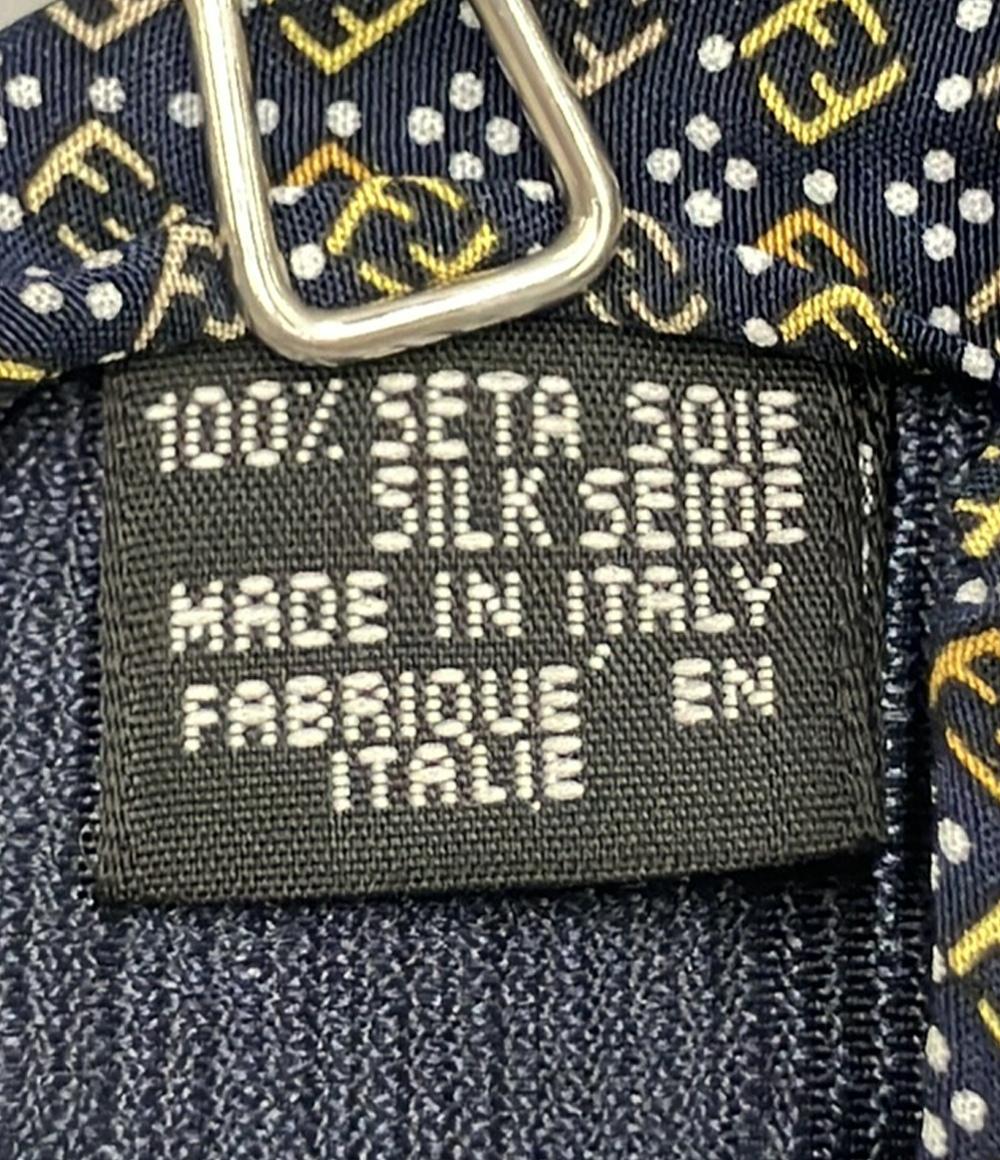 100% SETA SOIE
SILK SEIDE
MADE IN ITALY
FABRIQUÉ EN
ITALIE